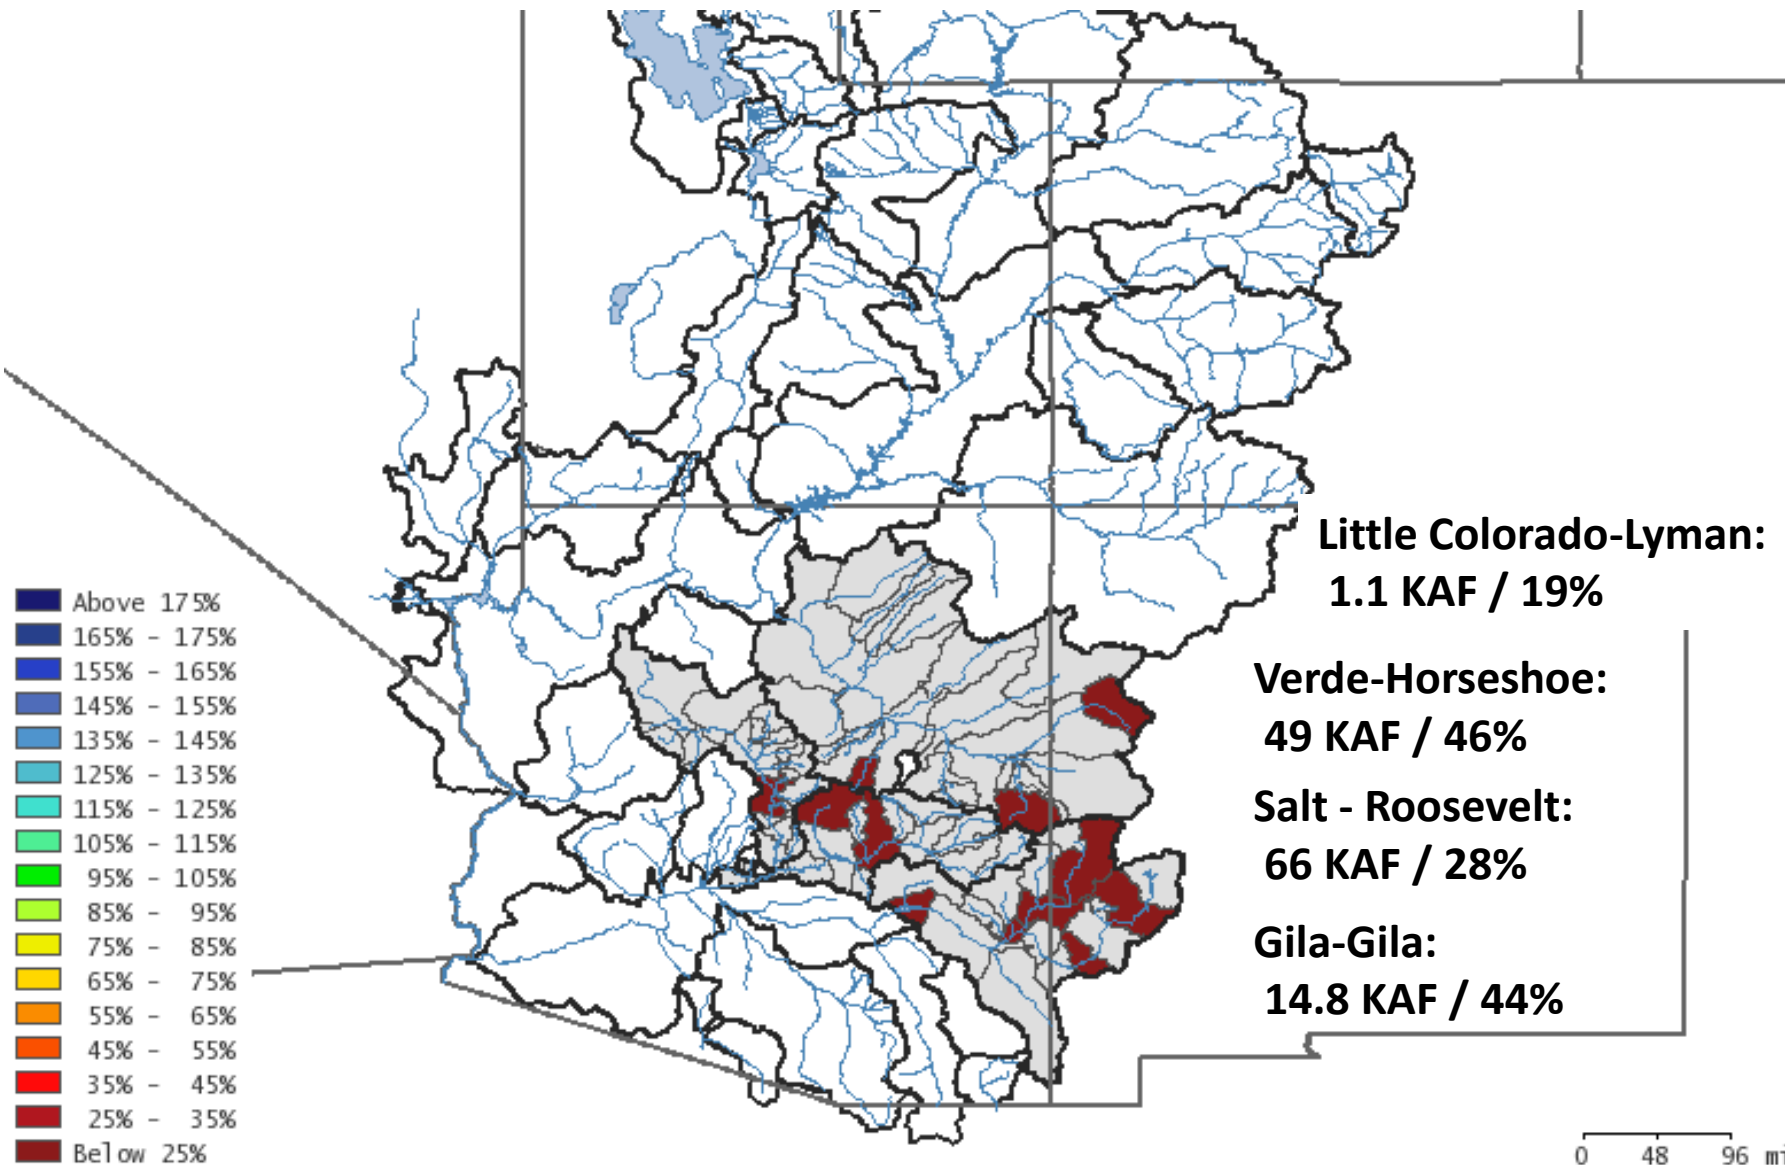 Little Colorado-Lyman:
1.1 KAF / 19%
Verde-Horseshoe:
49 KAF / 46%
Salt - Roosevelt:
66 KAF / 28%
Gila-Gila:
14.8 KAF / 44%
Above 175%
165% - 175%
155% - 165%
145% - 155%
135% - 145%
125% - 135%
115% - 125%
105% - 115%
95% - 105%
85% - 95%
75% - 85%
65% - 75%
55% - 65%
45% - 55%
35% - 45%
25% - 35%
Below 25%
0 48 96 mi